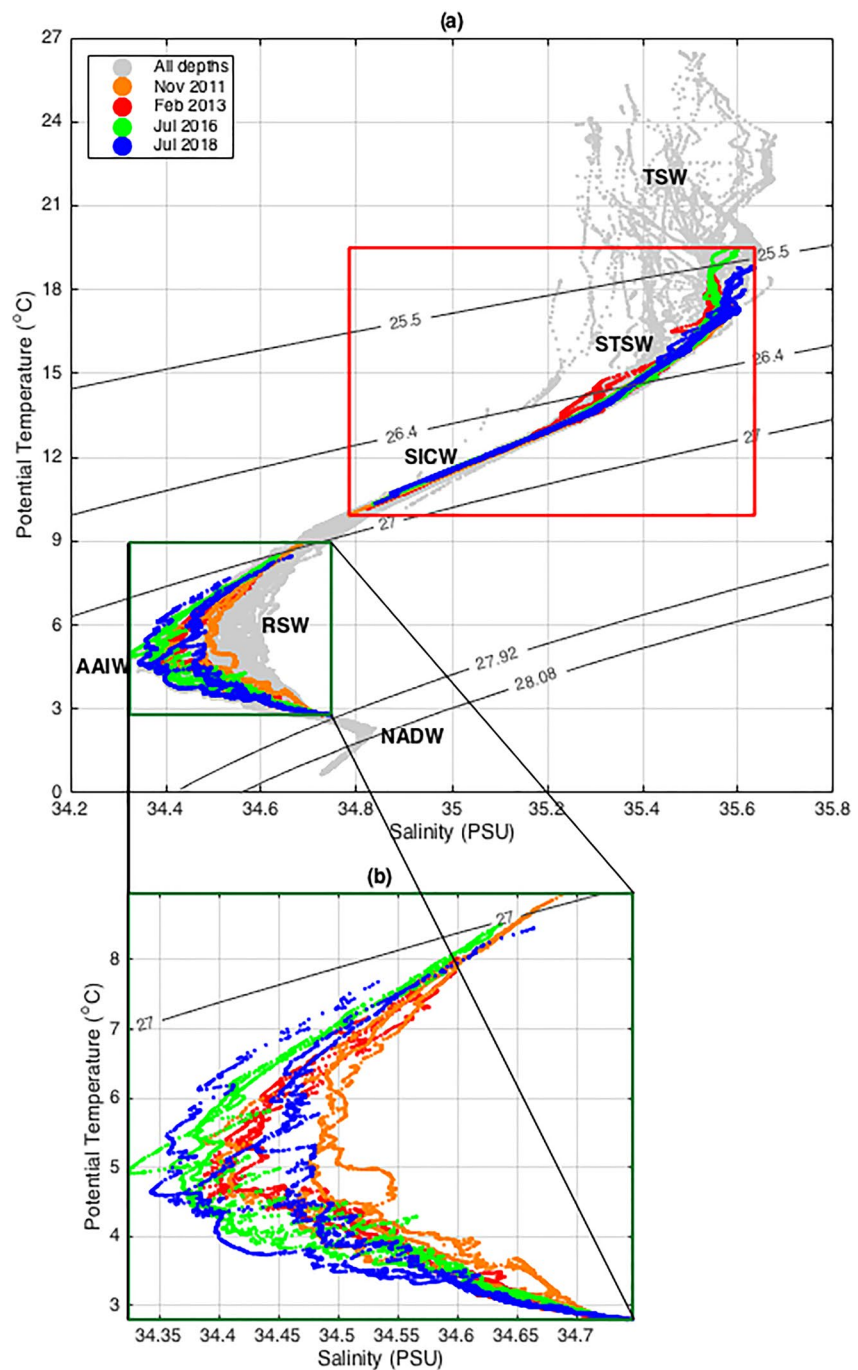 (a)
27
24
21
18
15
12
9
6
3
0
Potential Temperature (°C)
All depths
Nov 2011
Feb 2013
Jul 2016
Jul 2018
TSW
25.5
25.5
STSW
26.4
26.4
SICW
27
27
RSW
AAIW
27.92
28.08
NADW
34.2 34.4 34.6 34.8 35 35.2 35.4 35.6 35.8
Salinity (PSU)
(b)
27
27
8
7
6
5
4
3
Potential Temperature (°C)
34.35 34.4 34.45 34.5 34.55 34.6 34.65 34.7
Salinity (PSU)